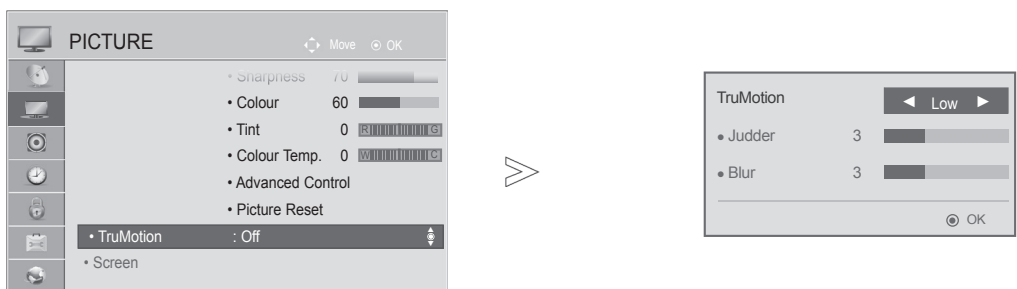 PICTURE Move OK
• Sharpness 70
• Colour 60
• Tint 0 R G
• Colour Temp. 0 W C
• Advanced Control
• Picture Reset
• TruMotion : Off
• Screen
TruMotion ◀ Low ▶
• Judder 3
• Blur 3
OK